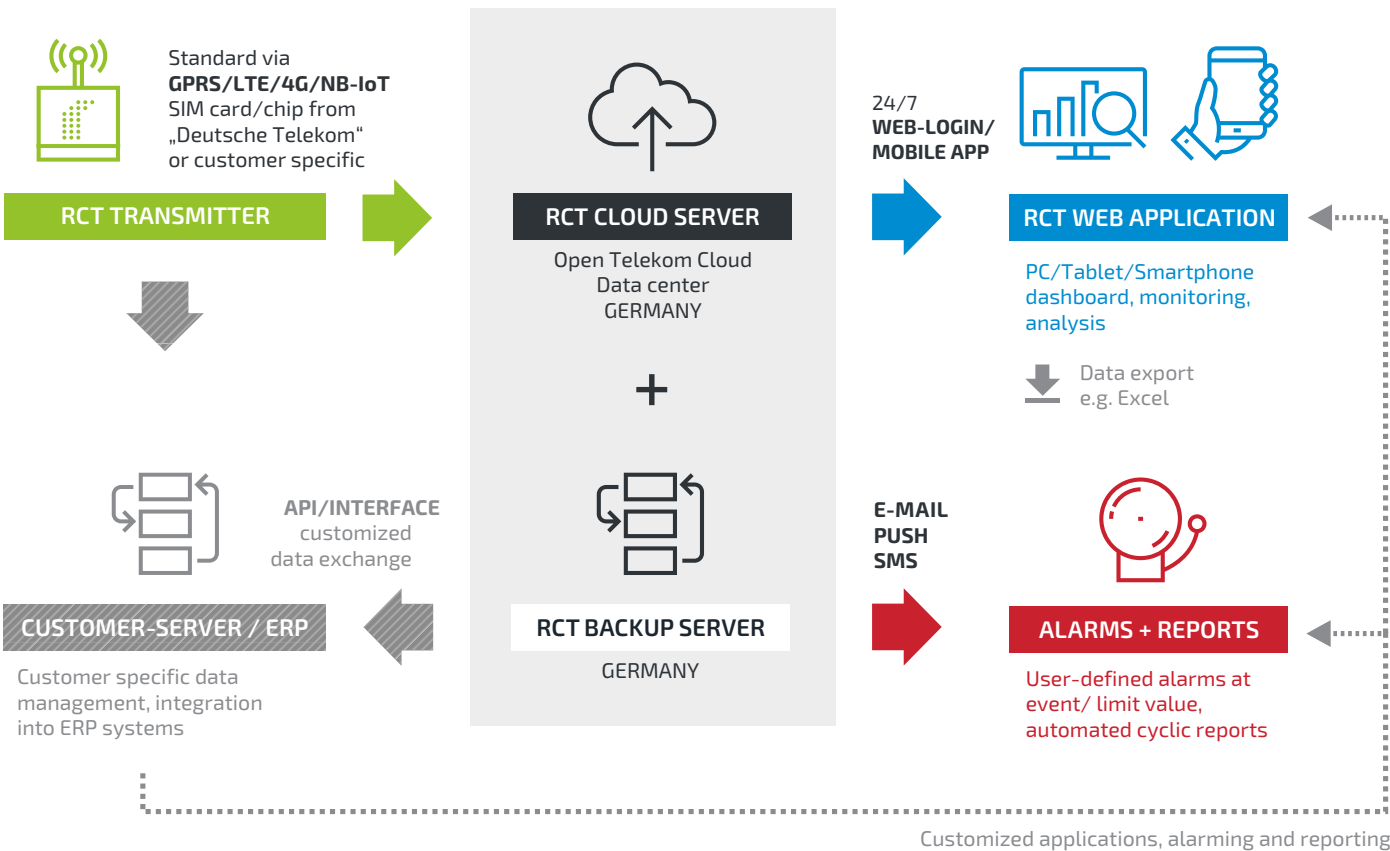 Standard via
GPRS/LTE/4G/NB-IoT
SIM card/chip from
„Deutsche Telekom“
or customer specific
RCT TRANSMITTER
RCT CLOUD SERVER
Open Telekom Cloud
Data center
GERMANY
24/7
WEB-LOGIN/
MOBILE APP
RCT WEB APPLICATION
PC/Tablet/Smartphone
dashboard, monitoring,
analysis
Data export
e.g. Excel
+
API/INTERFACE
customized
data exchange
CUSTOMER-SERVER / ERP
Customer specific data
management, integration
into ERP systems
RCT BACKUP SERVER
GERMANY
E-MAIL
PUSH
SMS
ALARMS + REPORTS
User-defined alarms at
event/ limit value,
automated cyclic reports
Customized applications, alarming and reporting